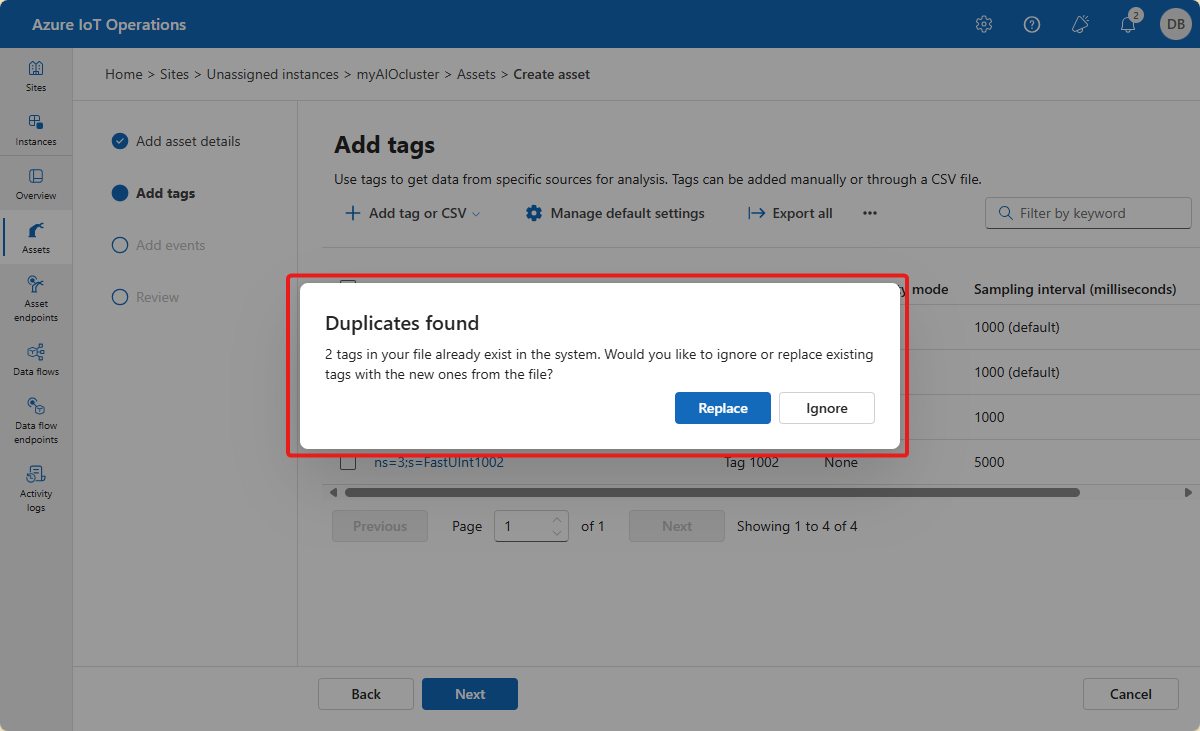 Azure IoT Operations
2
DB
Home > Sites > Unassigned instances > myAIOcluster > Assets > Create asset
Sites
Instances
Overview
Assets
Asset
endpoints
Data flows
Data flow
endpoints
Activity
logs
Add asset details
Add tags
Add events
Review
Add tags
Use tags to get data from specific sources for analysis. Tags can be added manually or through a CSV file.
Add tag or CSV
Manage default settings
Export all
Filter by keyword
mode
Sampling interval (milliseconds)
1000 (default)
1000 (default)
1000
Duplicates found
2 tags in your file already exist in the system. Would you like to ignore or replace existing
tags with the new ones from the file?
Replace
Ignore
ns=3;s=FastUInt1002
Tag 1002
None
5000
Previous
Page
1
of 1
Next
Showing 1 to 4 of 4
Back
Next
Cancel